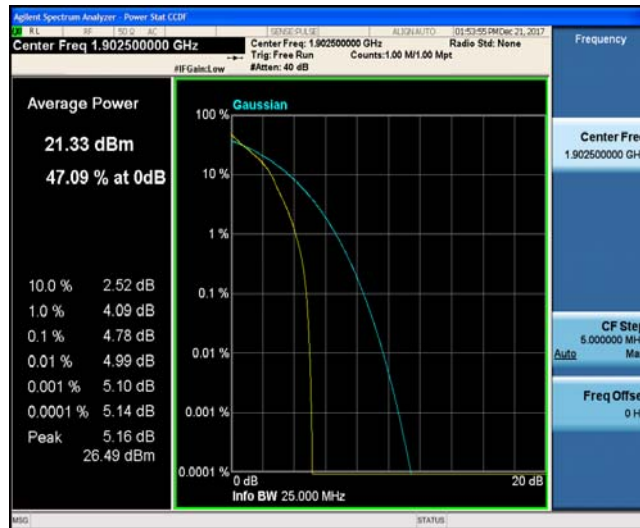 Agilent Spectrum Analyzer - Power Stat CCDF
RL RF 50 Ω AC SENSE:PULSE ALIGN AUTO 01:53:55 PM Dec 21, 2017
Center Freq 1.902500000 GHz
Center Freq: 1.902500000 GHz Radio Std: None
Trig: Free Run Counts:1.00 M/1.00 Mpt
#IFGain:Low #Atten: 40 dB
Frequency
Average Power
21.33 dBm
47.09 % at 0dB
10.0 % 2.52 dB
1.0 % 4.09 dB
0.1 % 4.78 dB
0.01 % 4.99 dB
0.001 % 5.10 dB
0.0001 % 5.14 dB
Peak 5.16 dB
26.49 dBm
Gaussian
100 %
10 %
1 %
0.1 %
0.01 %
0.001 %
0.0001 %
0 dB 20 dB
Info BW 25.000 MHz
Center Fre
1.902500000 GH
CF Step
5.000000 MH
Auto Ma
Freq Offse
0 H
MSG STATUS